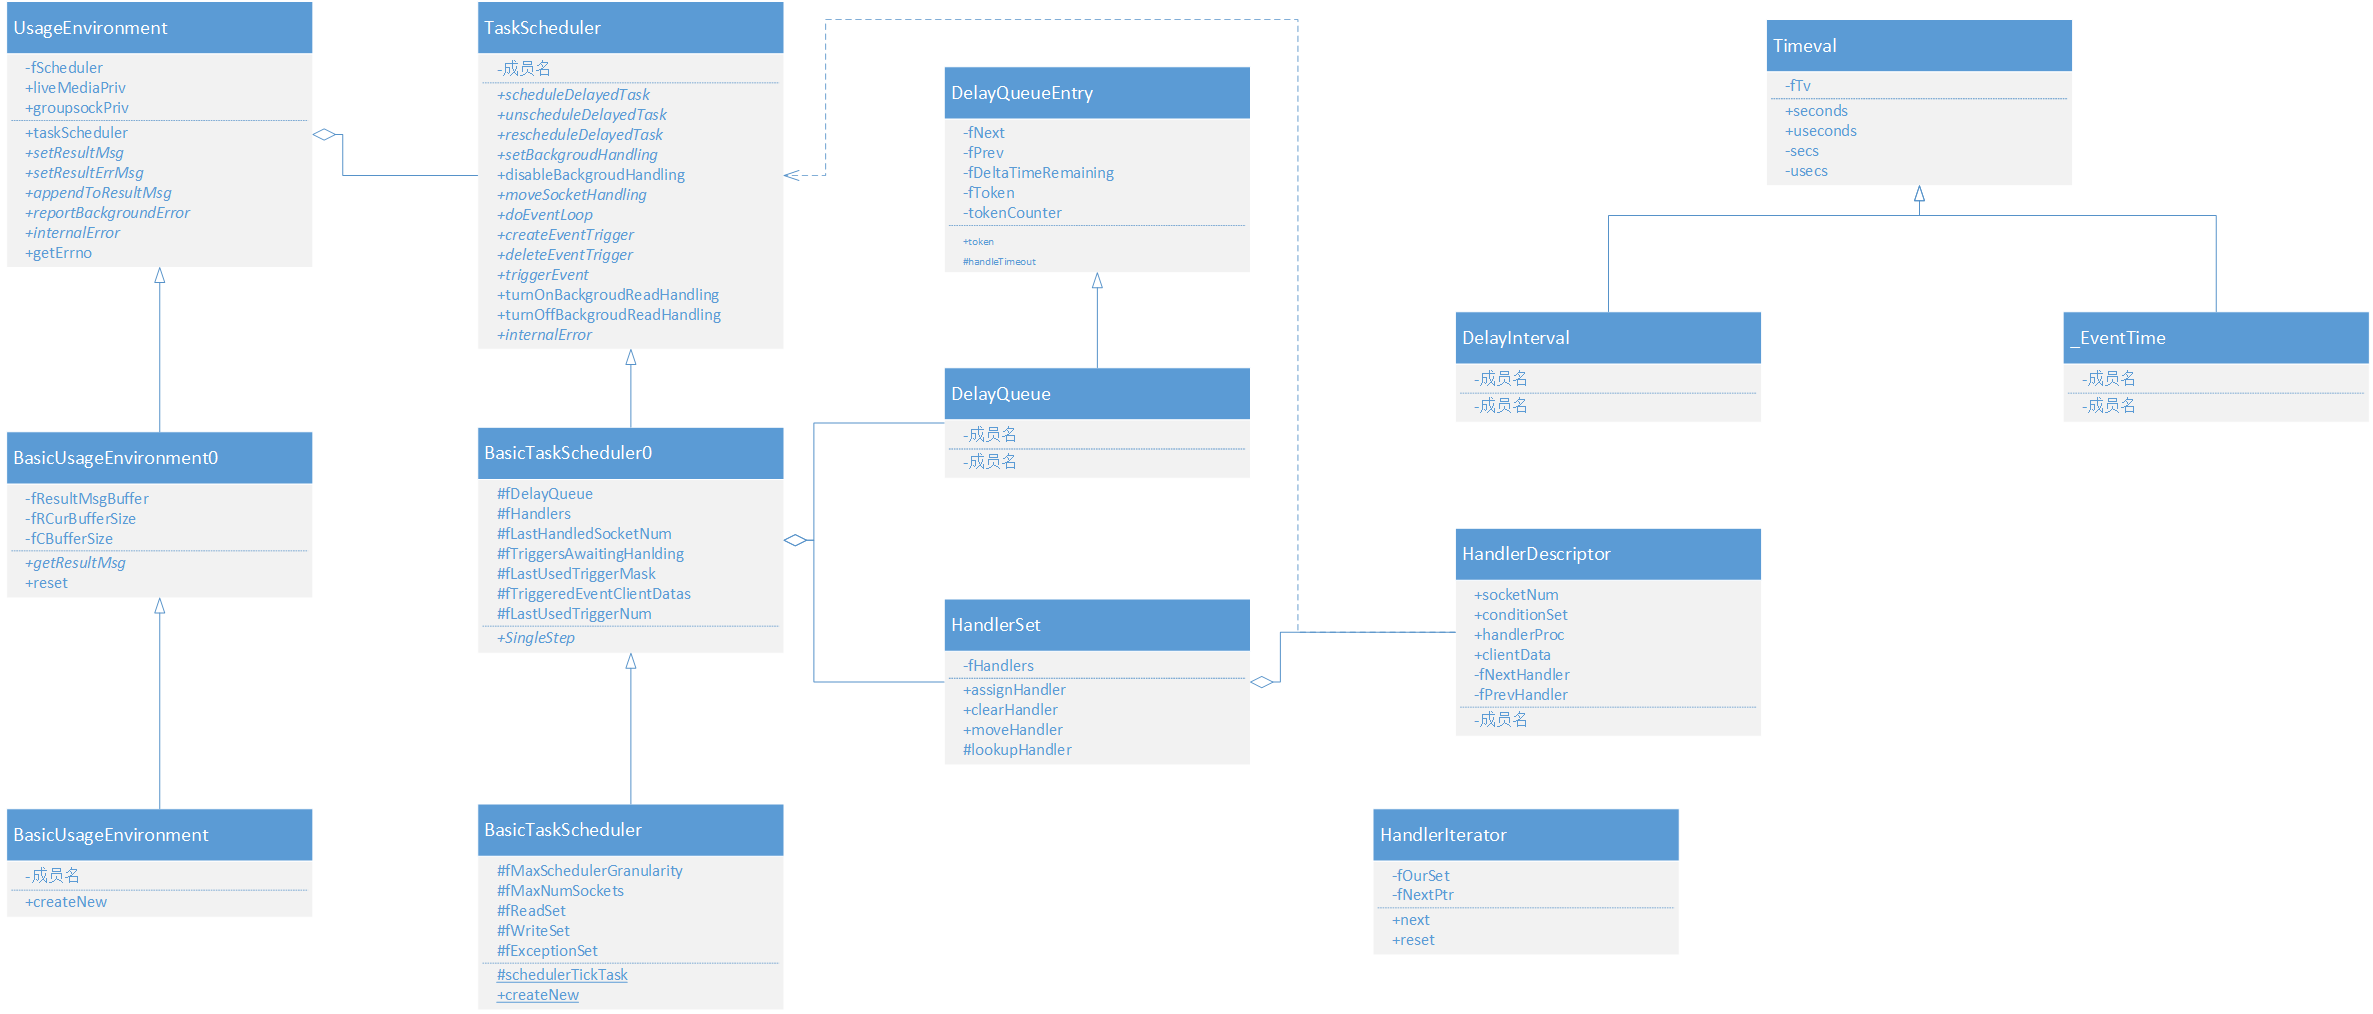 UsageEnvironment
-fScheduler
+liveMediaPriv
+groupsockPriv
+taskScheduler
+setResultMsg
+setResultErrMsg
+appendToResultMsg
+reportBackgroundError
+internalError
+getErrno
BasicUsageEnvironment0
-fResultMsgBuffer
-fRCurBufferSize
-fCBufferSize
+getResultMsg
+reset
BasicUsageEnvironment
-成员名
+createNew
TaskScheduler
-成员名
+scheduleDelayedTask
+unscheduleDelayedTask
+rescheduleDelayedTask
+setBackgroudHandling
+disableBackgroudHandling
+moveSocketHandling
+doEventLoop
+createEventTrigger
+deleteEventTrigger
+triggerEvent
+turnOnBackgroudReadHandling
+turnOffBackgroudReadHandling
+internalError
BasicTaskScheduler0
#fDelayQueue
#fHandlers
#fLastHandledSocketNum
#fTriggersAwaitingHanlding
#fLastUsedTriggerMask
#fTriggeredEventClientDatas
#fLastUsedTriggerNum
+SingleStep
BasicTaskScheduler
#fMaxSchedulerGranularity
#fMaxNumSockets
#fReadSet
#fWriteSet
#fExceptionSet
#schedulerTickTask
+createNew
DelayQueueEntry
-fNext
-fPrev
-fDeltaTimeRemaining
-fToken
-tokenCounter
+token
#handleTimeout
DelayQueue
-成员名
-成员名
HandlerSet
-fHandlers
+assignHandler
+clearHandler
+moveHandler
#lookupHandler
Timeval
-fTv
+seconds
+useconds
-secs
-usecs
DelayInterval
-成员名
-成员名
_EventTime
-成员名
-成员名
HandlerDescriptor
+socketNum
+conditionSet
+handlerProc
+clientData
-fNextHandler
-fPrevHandler
-成员名
HandlerIterator
-fOurSet
-fNextPtr
+next
+reset